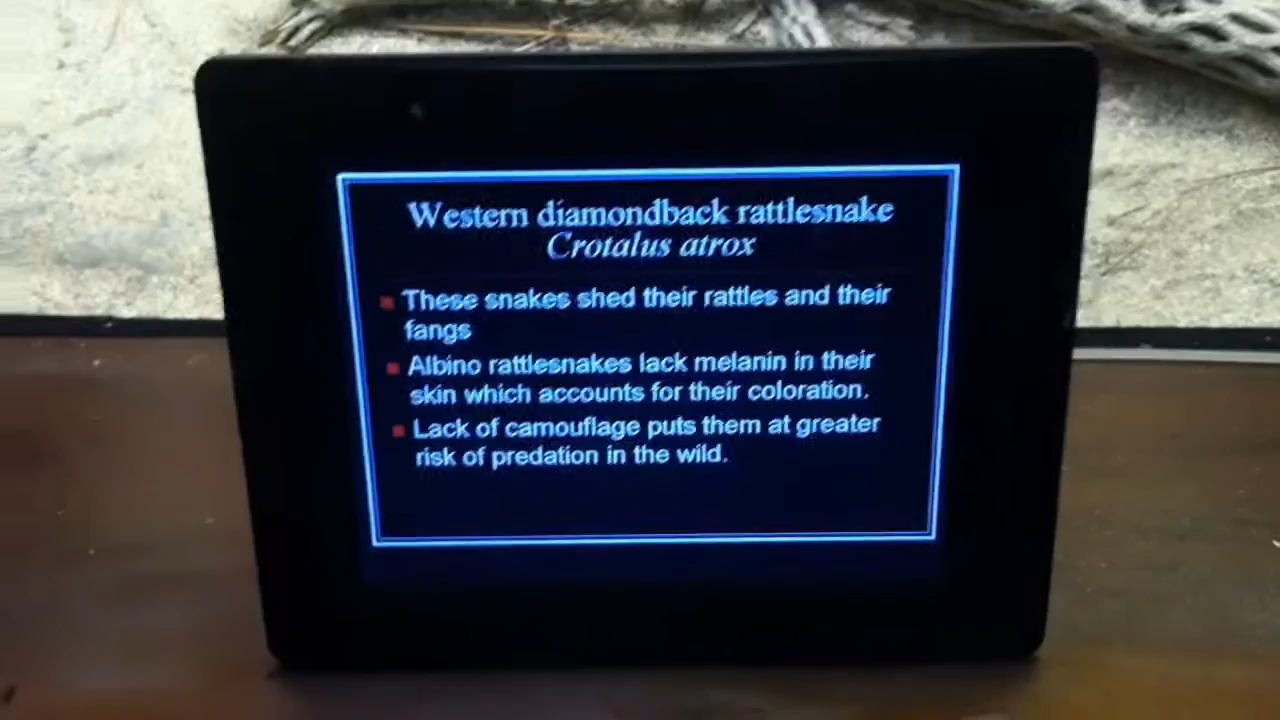 Western diamondback rattlesnake
Crotalus atrox
These snakes shed their rattles and their
fangs
Albino rattlesnakes lack melanin in their
skin which accounts for their coloration.
Lack of camouflage puts them at greater
risk of predation in the wild.